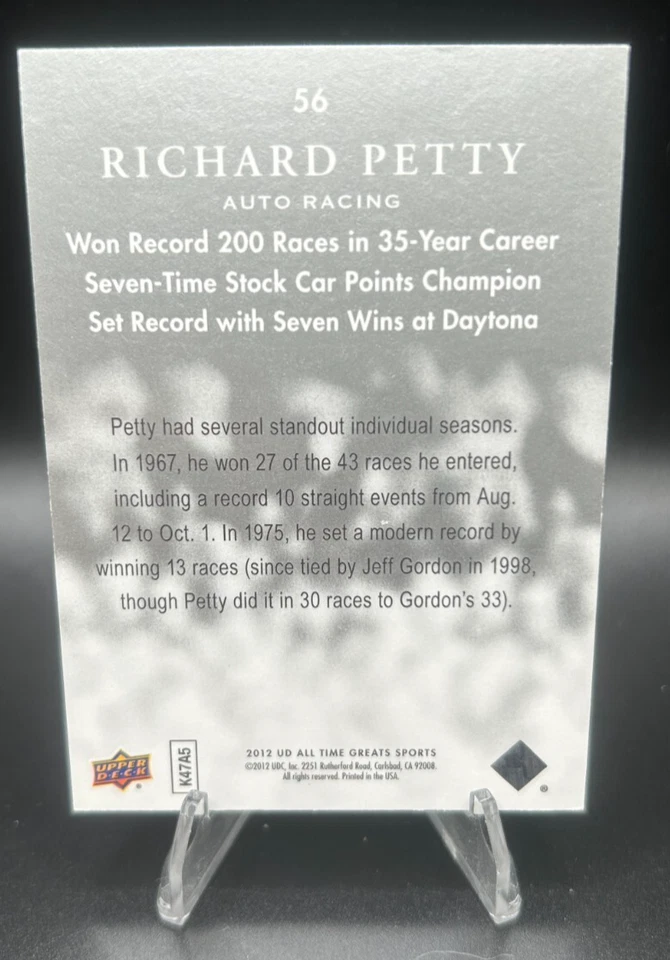 56
RICHARD PETTY
AUTO RACING
Won Record 200 Races in 35-Year Career
Seven-Time Stock Car Points Champion
Set Record with Seven Wins at Daytona
Petty had several standout individual seasons.
In 1967, he won 27 of the 43 races he entered,
including a record 10 straight events from Aug.
12 to Oct. 1. In 1975, he set a modern record by
winning 13 races (since tied by Jeff Gordon in 1998,
though Petty did it in 30 races to Gordon's 33).
UPPER
D·E·C·K
®
K47A5
2012 UD ALL TIME GREATS SPORTS
©2012 UDC, Inc. 2251 Rutherford Road, Carlsbad, CA 92008.
All rights reserved. Printed in the USA.
®